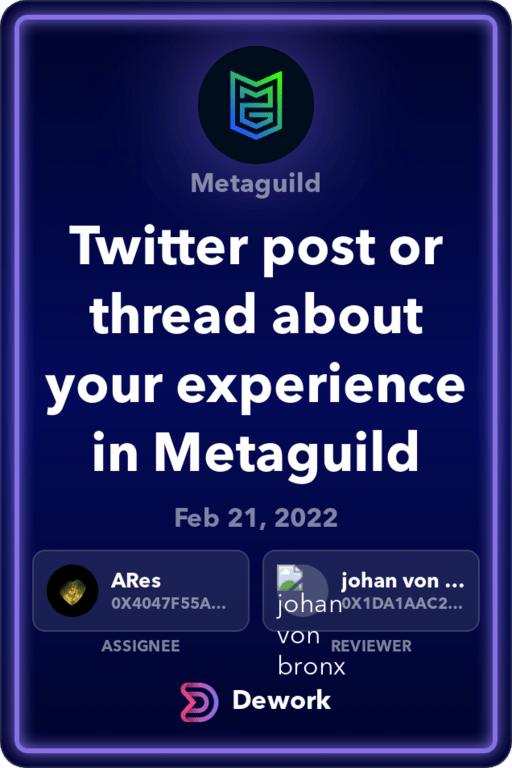 Metaguild
Twitter post or
thread about
your experience
in Metaguild
Feb 21, 2022
ARes
0X4047F55A...
ASSIGNEE
johan von ...
0X1DA1AAC2...
johan
von
bronx
REVIEWER
Dework